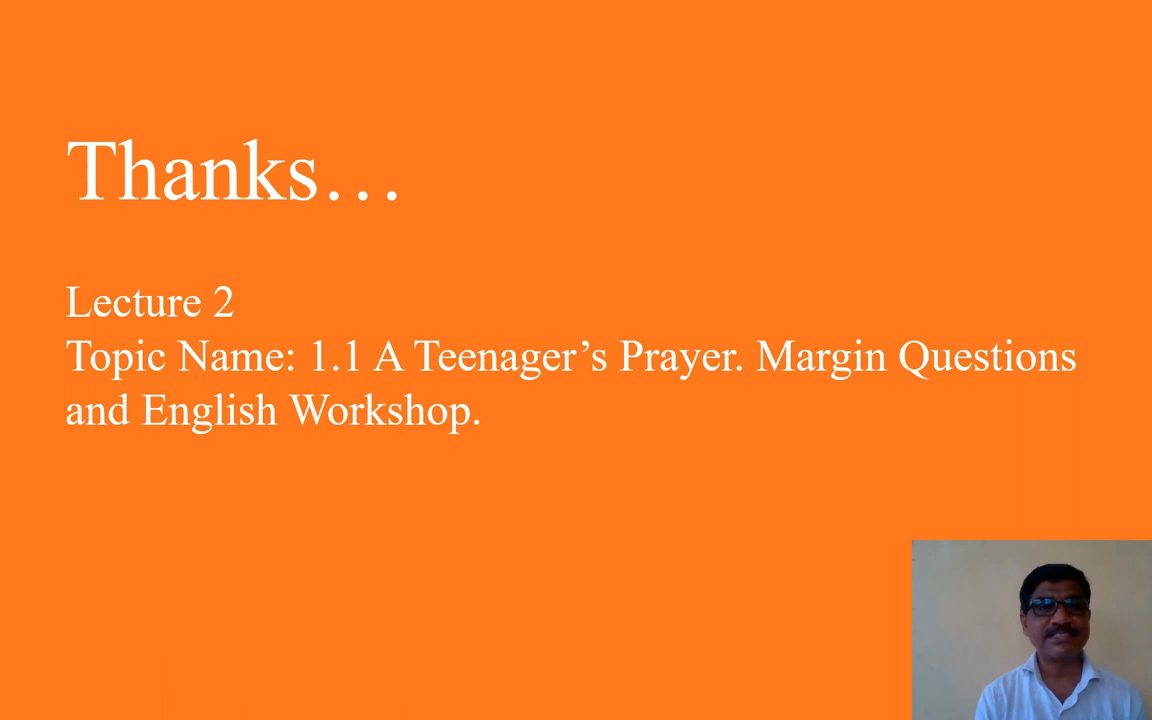 Thanks…
Lecture 2
Topic Name: 1.1 A Teenager’s Prayer. Margin Questions
and English Workshop.